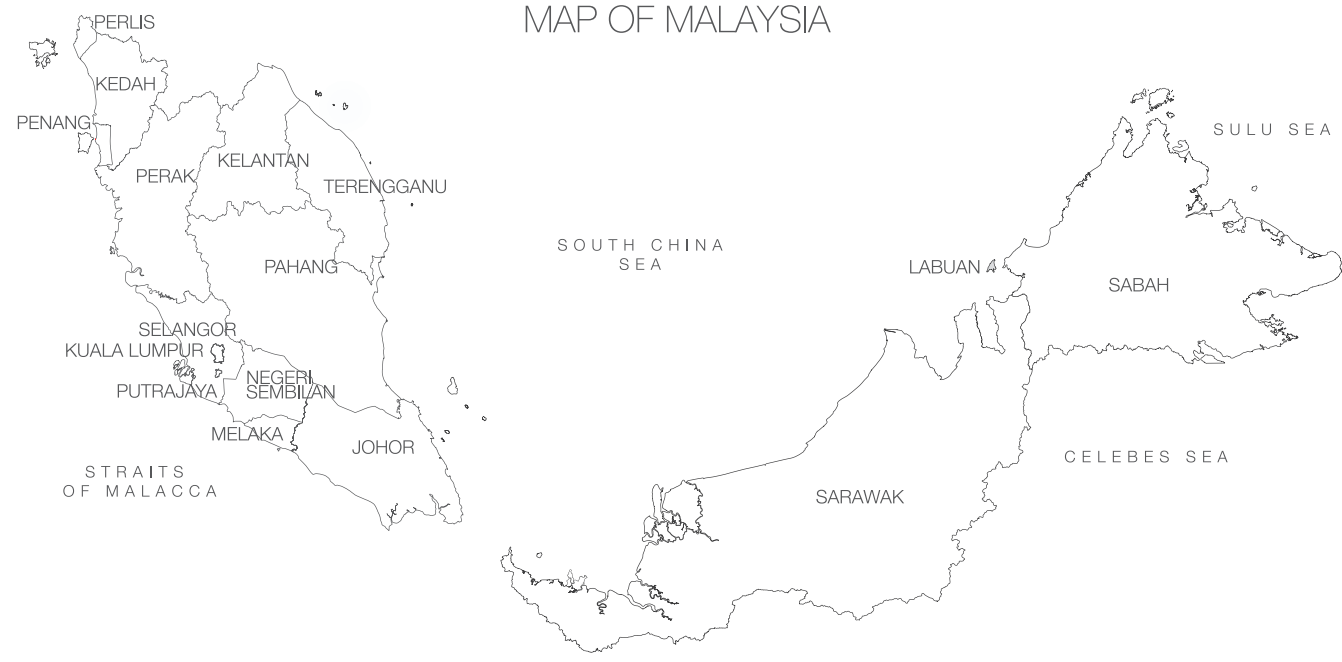 MAP OF MALAYSIA
PERLIS
KEDAH
PENANG
PERAK
KELANTAN
TERENGGANU
PAHANG
SELANGOR
KUALA LUMPUR
PUTRAJAYA
NEGERI
SEMBILAN
MELAKA
JOHOR
STRAITS
OF MALACCA
SOUTH CHINA
SEA
LABUAN
SABAH
SARAWAK
SULU SEA
CELEBES SEA